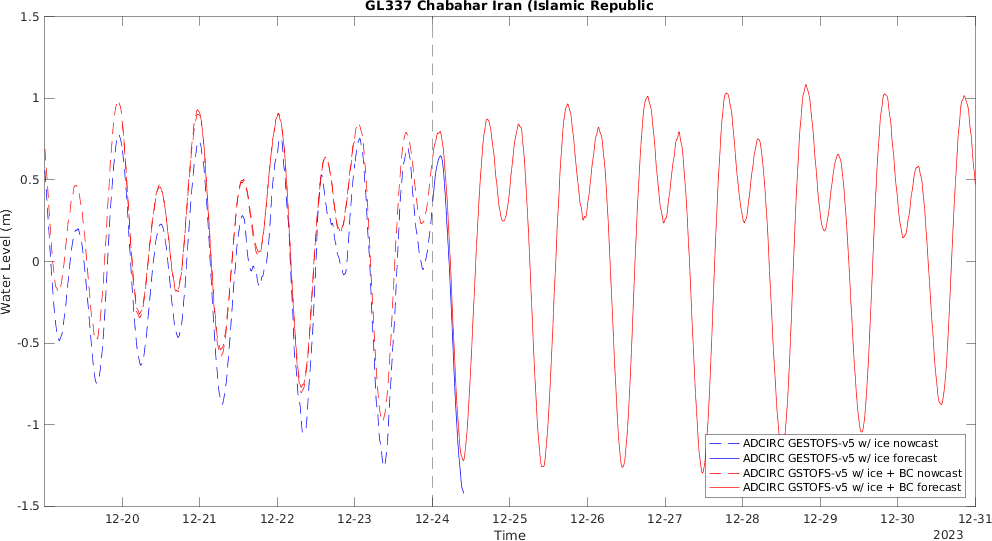 GL337 Chabahar Iran (Islamic Republic
1.5
1
0.5
0
-0.5
-1
-1.5
Water Level (m)
12-20 12-21 12-22 12-23 12-24 12-25 12-26 12-27 12-28 12-29 12-30 12-31
Time
2023
ADCIRC GESTOFS-v5 w/ ice nowcast
ADCIRC GESTOFS-v5 w/ ice forecast
ADCIRC GSTOFS-v5 w/ ice + BC nowcast
ADCIRC GSTOFS-v5 w/ ice + BC forecast